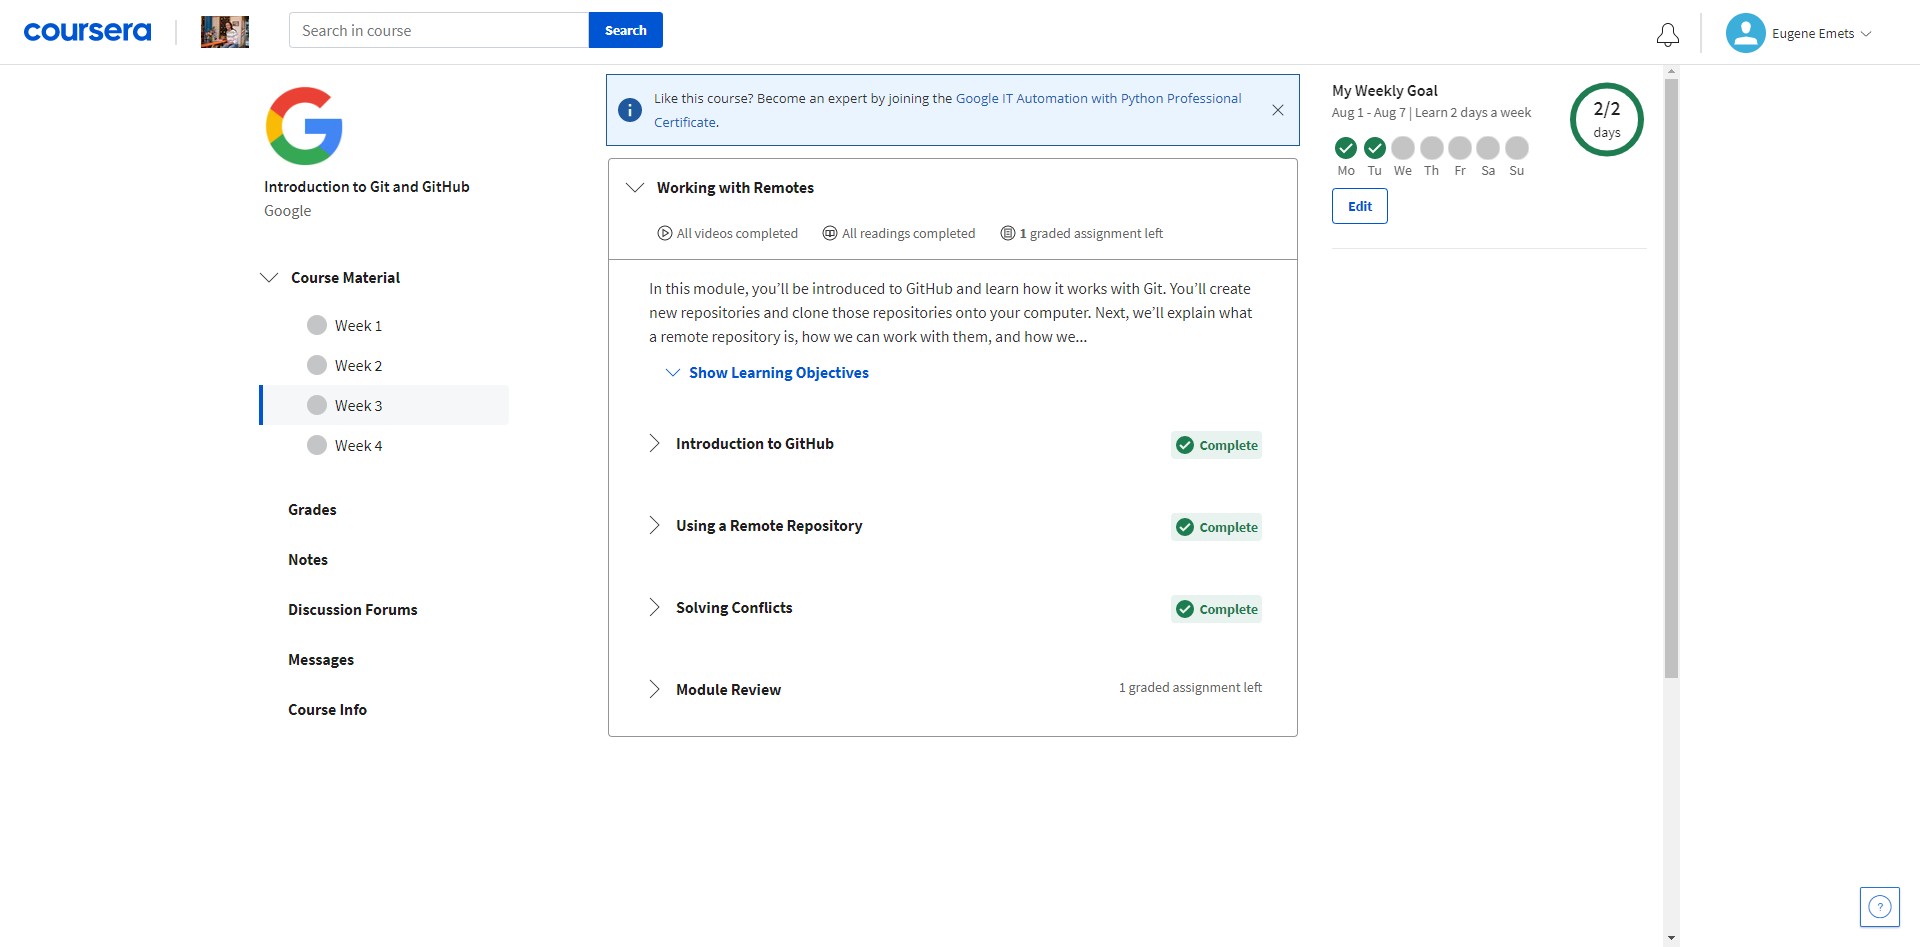 coursera
Search in course
Search
Eugene Emets
Introduction to Git and GitHub
Google
Course Material
Week 1
Week 2
Week 3
Week 4
Grades
Notes
Discussion Forums
Messages
Course Info
Like this course? Become an expert by joining the Google IT Automation with Python Professional
Certificate.
Working with Remotes
All videos completed
All readings completed
1 graded assignment left
In this module, you’ll be introduced to GitHub and learn how it works with Git. You’ll create
new repositories and clone those repositories onto your computer. Next, we’ll explain what
a remote repository is, how we can work with them, and how we...
Show Learning Objectives
Introduction to GitHub
Complete
Using a Remote Repository
Complete
Solving Conflicts
Complete
Module Review
1 graded assignment left
My Weekly Goal
Aug 1 - Aug 7 | Learn 2 days a week
2/2
days
Mo Tu We Th Fr Sa Su
Edit
?